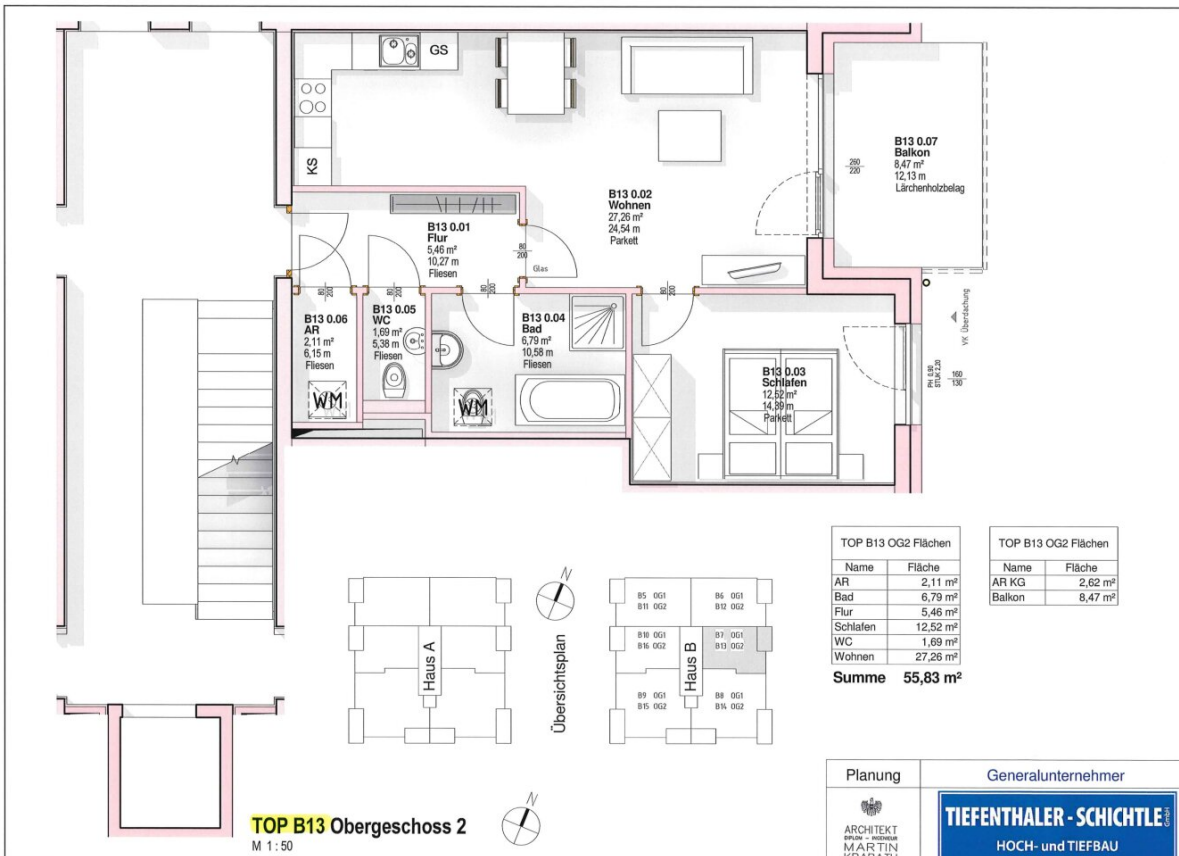 GS
KS
B13 0.07
Balkon
8,47 m²
12,13 m
Lärchenholzbelag
260
220
B13 0.02
Wohnen
27,26 m²
24,54 m
Parkett
B13 0.01
Flur
5,46 m²
10,27 m
Fliesen
80
200
Glas
80
200
80
200
80
200
80
200
B13 0.06
AR
2,11 m²
6,15 m
Fliesen
WM
B13 0.05
WC
1,69 m²
5,38 m
Fliesen
B13 0.04
Bad
6,79 m²
10,58 m
Fliesen
WM
B13 0.03
Schlafen
12,52 m²
14,39 m
Parkett
VK Überdachung
PH 0,90
STUK 2,20
160
130
TOP B13 OG2 Flächen
Name Fläche
AR 2,11 m²
Bad 6,79 m²
Flur 5,46 m²
Schlafen 12,52 m²
WC 1,69 m²
Wohnen 27,26 m²
Summe 55,83 m²
TOP B13 OG2 Flächen
Name Fläche
AR KG 2,62 m²
Balkon 8,47 m²
Haus A
N
Übersichtsplan
B5 OG1
B11 OG2
B6 OG1
B12 OG2
B10 OG1
B16 OG2
Haus B
B7 OG1
B13 OG2
B9 OG1
B15 OG2
B8 OG1
B14 OG2
TOP B13 Obergeschoss 2
M 1:50
N
Planung
ARCHITEKT
DIPLOM - INGENIEUR
MARTIN
Generalunternehmer
TIEFENTHALER - SCHICHTLE GmbH
HOCH- und TIEFBAU